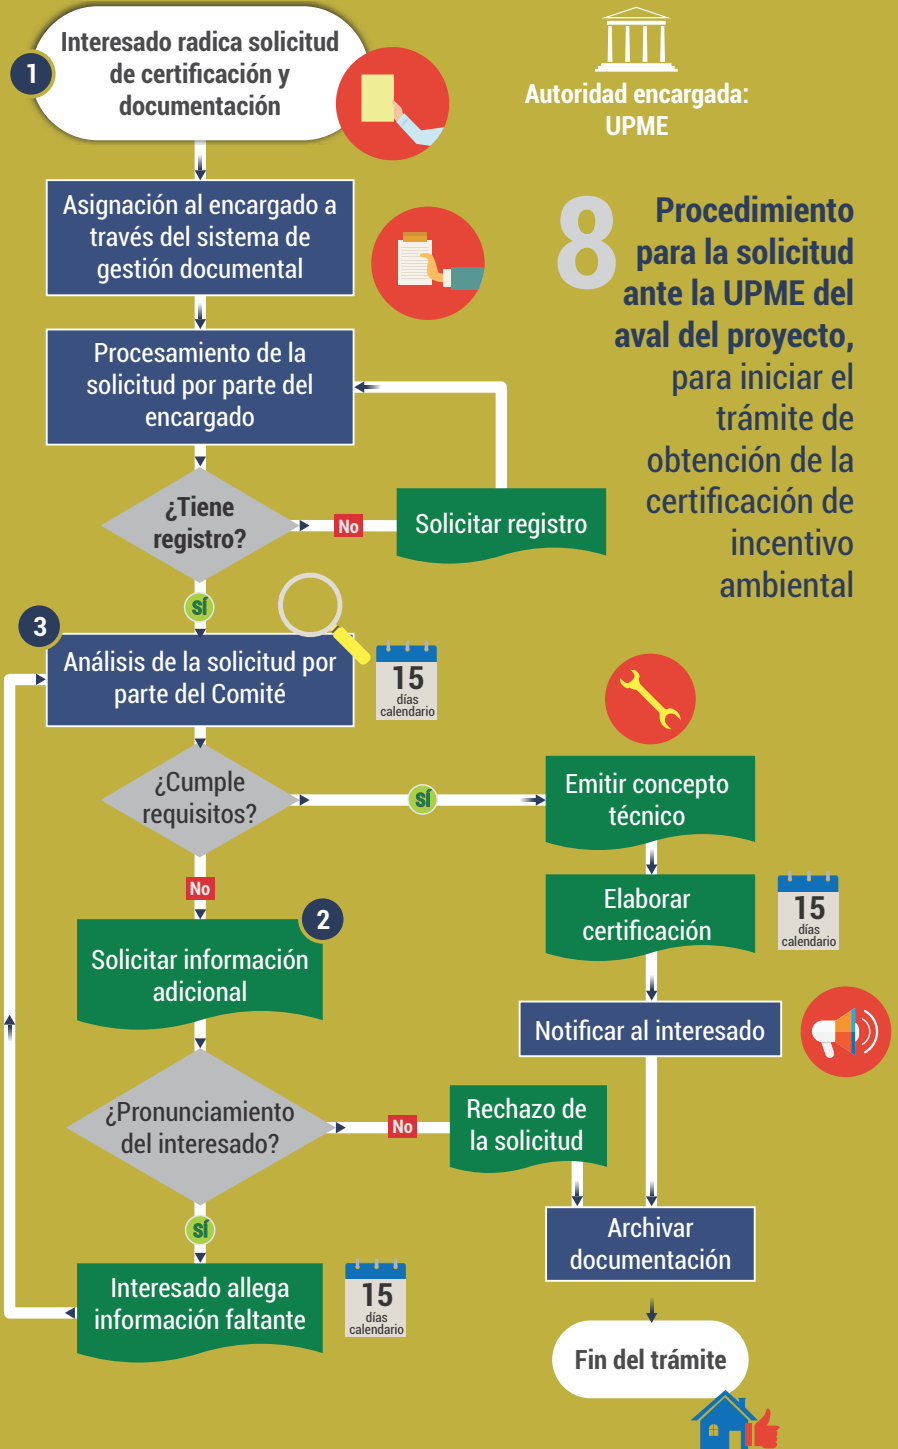 1
Interesado radica solicitud
de certificación y
documentación
Autoridad encargada:
UPME
8
Procedimiento
para la solicitud
ante la UPME del
aval del proyecto,
para iniciar el
trámite de
obtención de la
certificación de
incentivo
ambiental
Asignación al encargado a
través del sistema de
gestión documental
Procesamiento de la
solicitud por parte del
encargado
¿Tiene
registro?
No
Solicitar registro
SÍ
3
Análisis de la solicitud por
parte del Comité
15
días
calendario
¿Cumple
requisitos?
SÍ
Emitir concepto
técnico
Elaborar
certificación
15
días
calendario
Notificar al interesado
No
2
Solicitar información
adicional
¿Pronunciamiento
del interesado?
No
Rechazo de
la solicitud
SÍ
Interesado allega
información faltante
15
días
calendario
Archivar
documentación
Fin del trámite